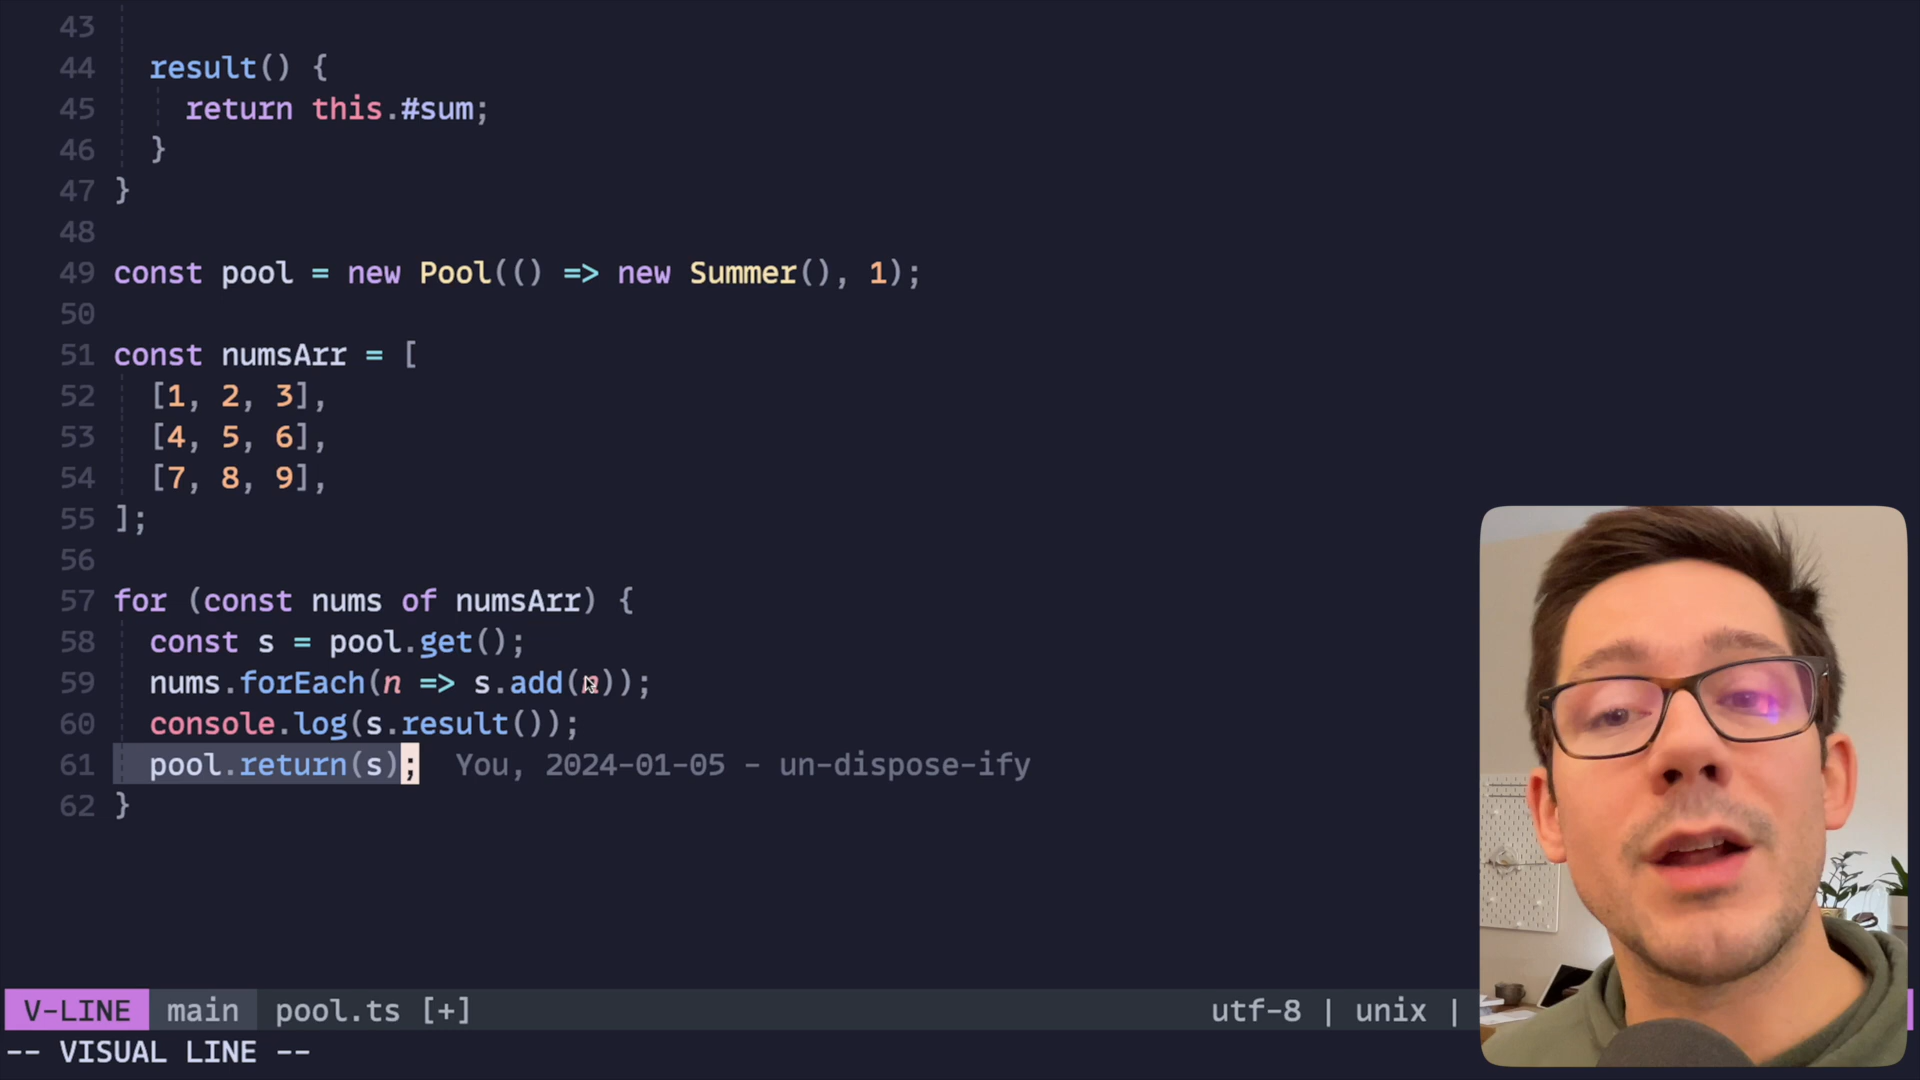 43
44 result() {
45 return this.#sum;
46 }
47 }
48
49 const pool = new Pool(() => new Summer(), 1);
50
51 const numsArr = [
52 [1, 2, 3],
53 [4, 5, 6],
54 [7, 8, 9],
55 ];
56
57 for (const nums of numsArr) {
58 const s = pool.get();
59 nums.forEach(n => s.add(n));
60 console.log(s.result());
61 pool.return(s); You, 2024-01-05 - un-dispose-ify
62 }
V-LINE main pool.ts [+] utf-8 | unix |
-- VISUAL LINE --